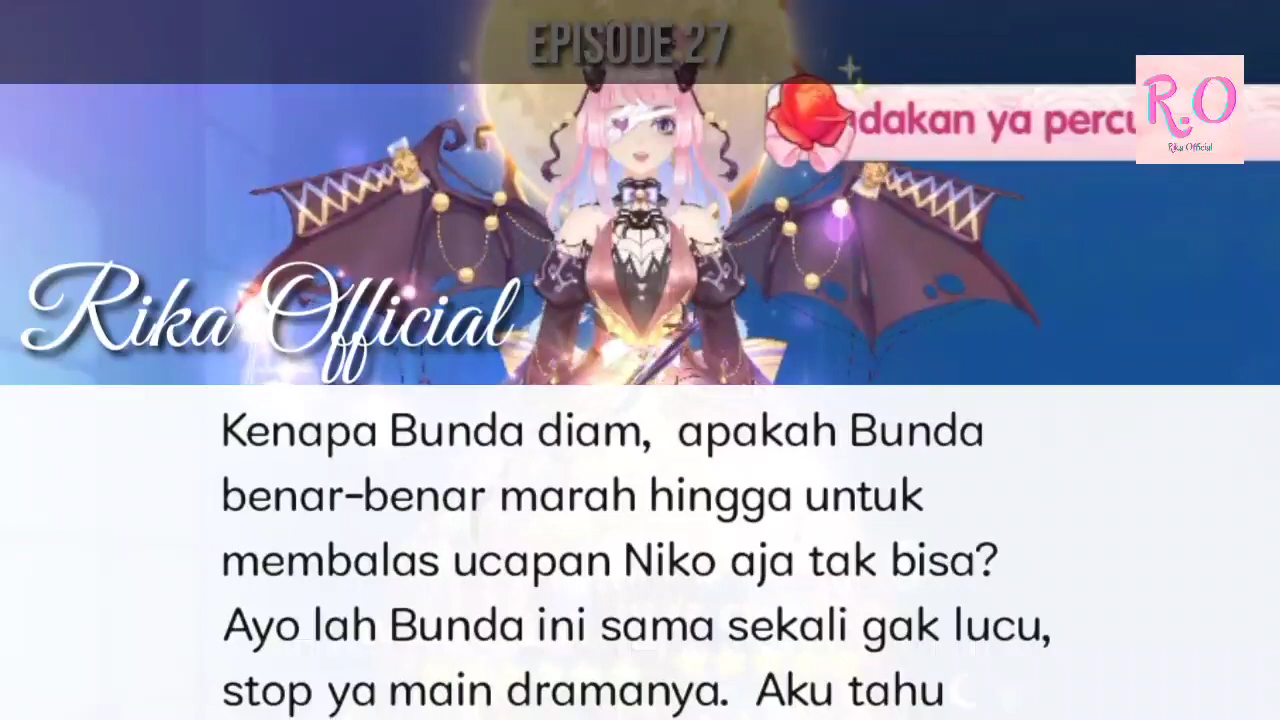 EPISODE 27
adakan ya percu
R.O
Rika Official
Rika Official
Kenapa Bunda diam, apakah Bunda
benar-benar marah hingga untuk
membalas ucapan Niko aja tak bisa?
Ayo lah Bunda ini sama sekali gak lucu,
stop ya main dramanya. Aku tahu